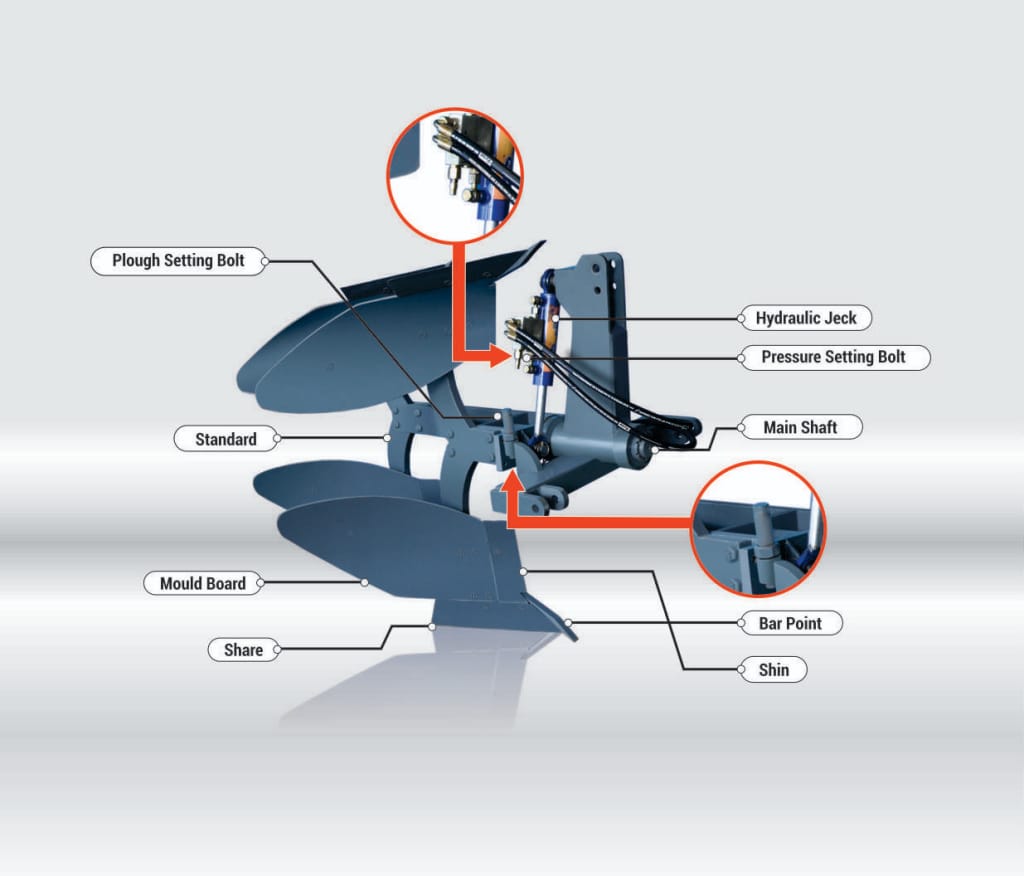 Plough Setting Bolt
Hydraulic Jeck
Pressure Setting Bolt
Standard
Main Shaft
Mould Board
Bar Point
Share
Shin